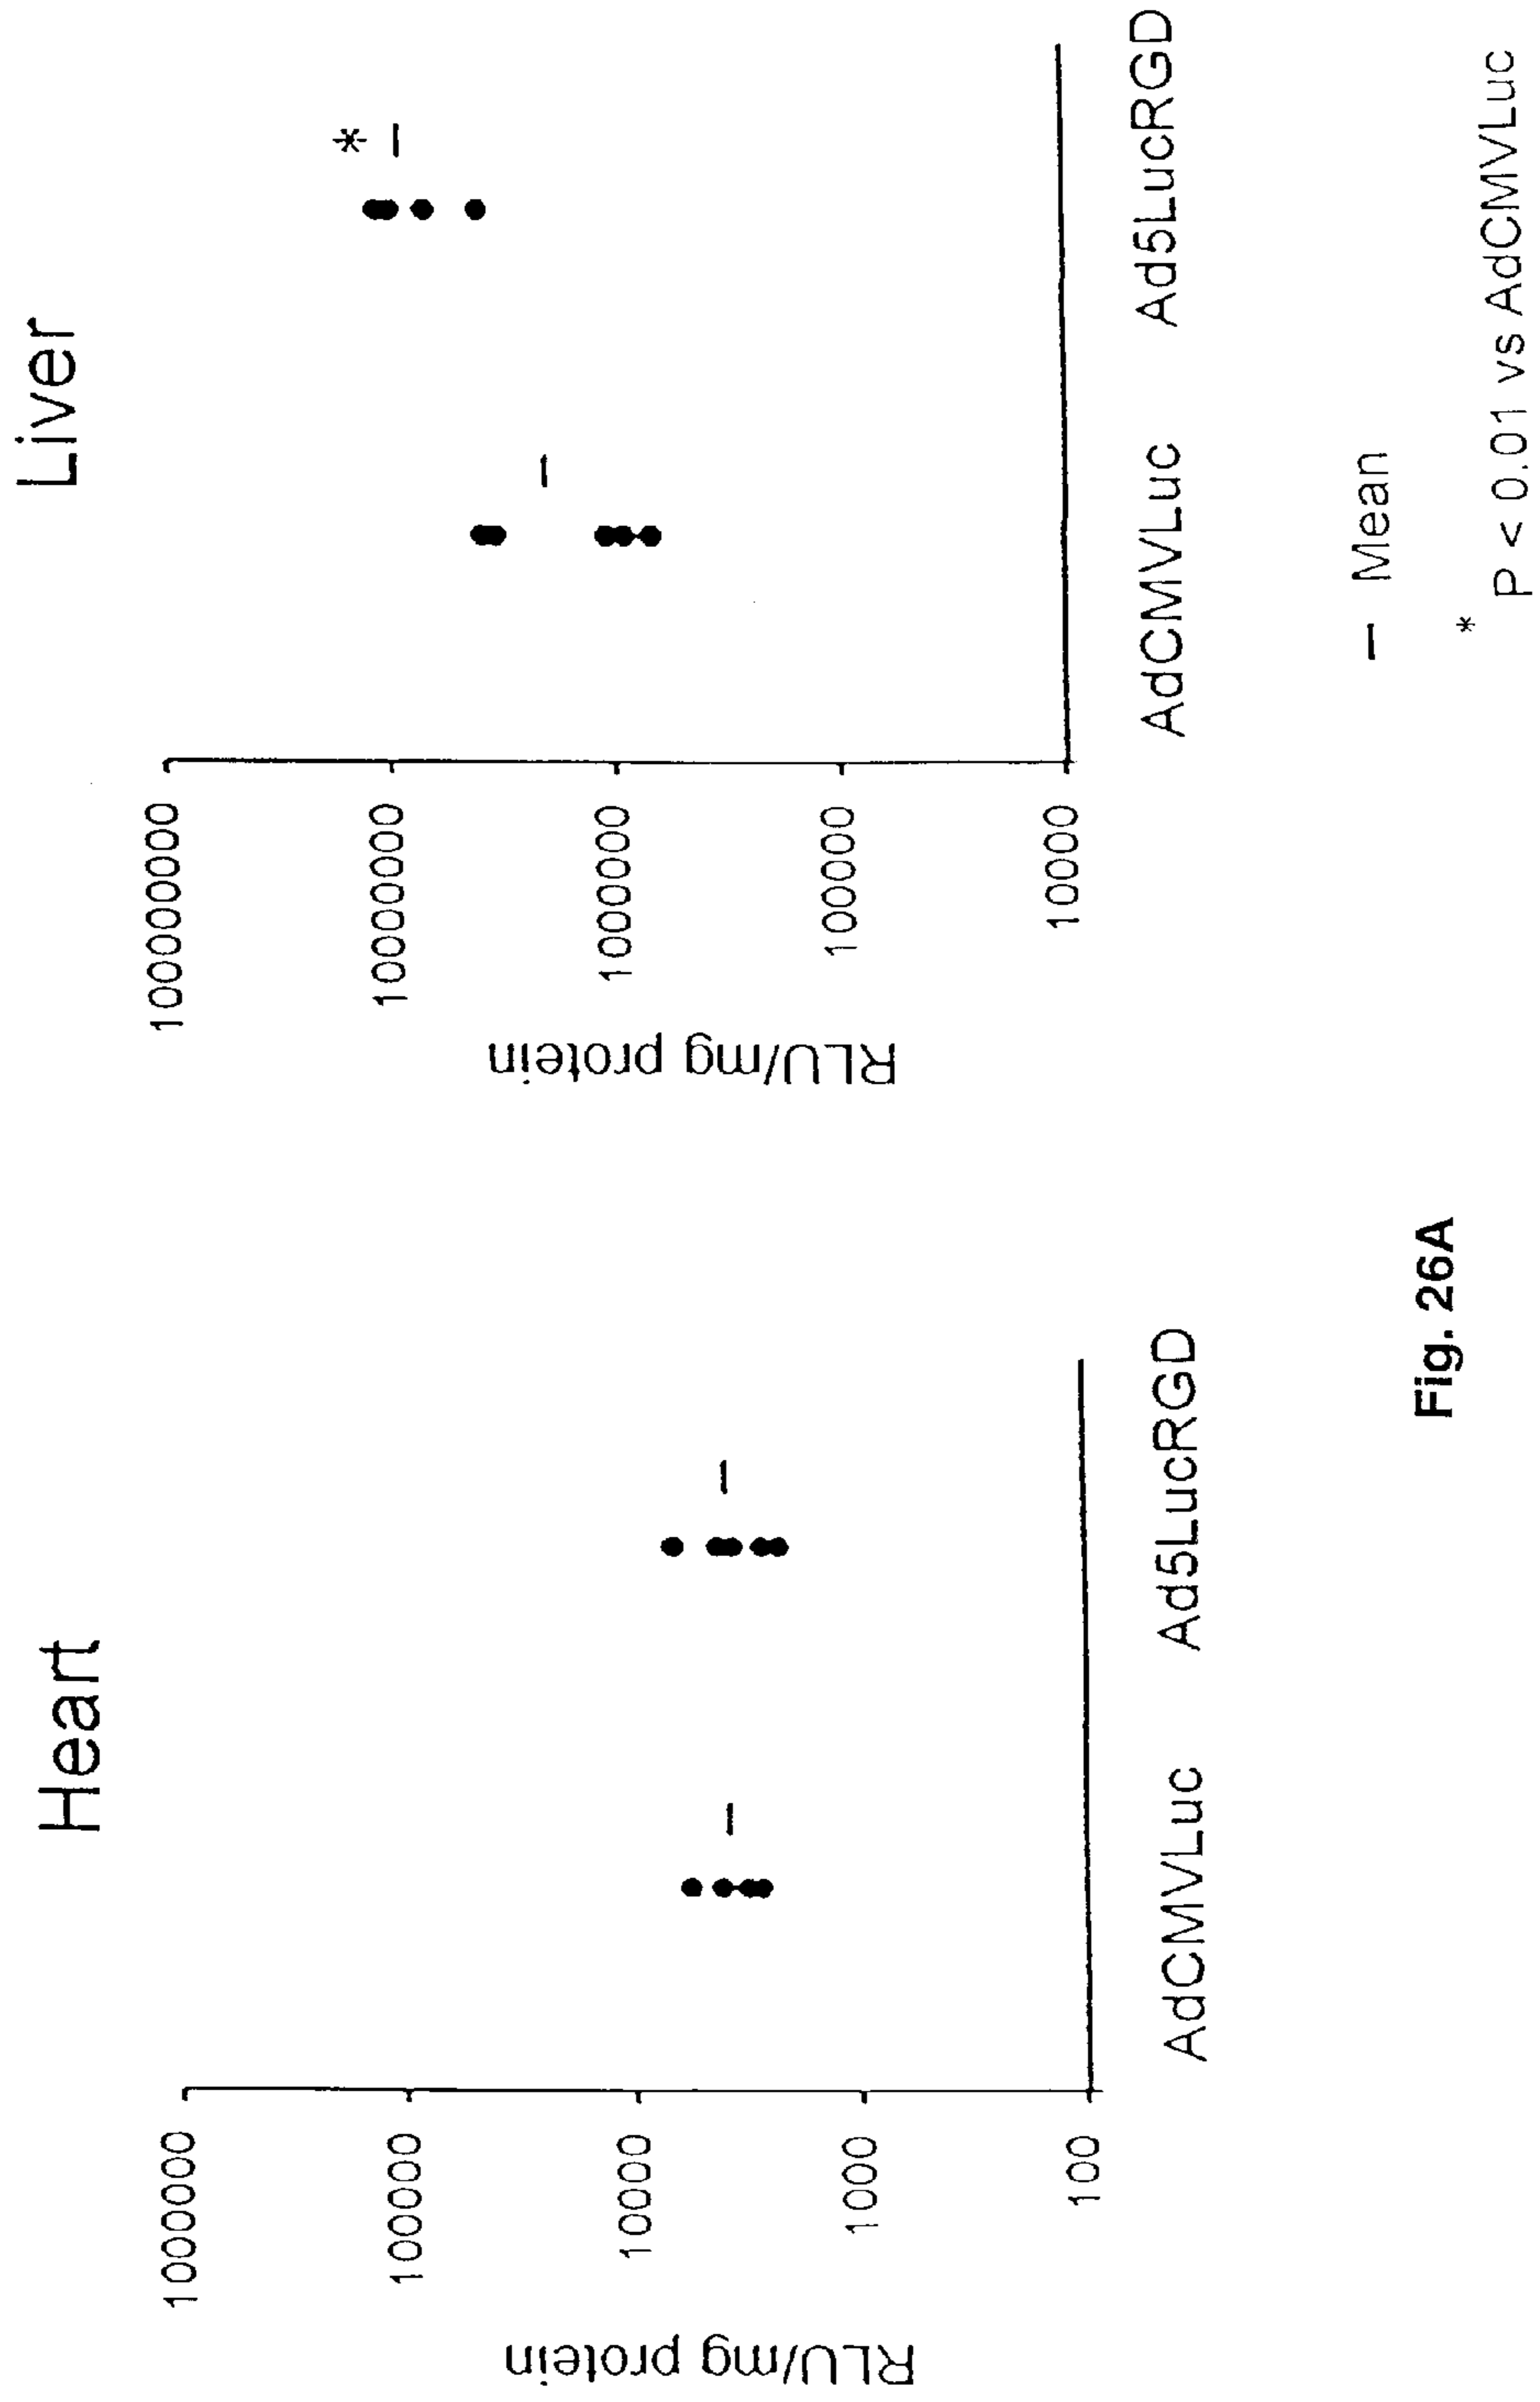 Heart
RLU/mg protein
1000000
100000
10000
1000
100
AdCMVLuc
Ad5LucRGD
Liver
RLU/mg protein
100000000
10000000
1000000
100000
10000
*
AdCMVLuc
Ad5LucRGD
– Mean
* P < 0.01 vs AdCMVLuc
Fig. 26A